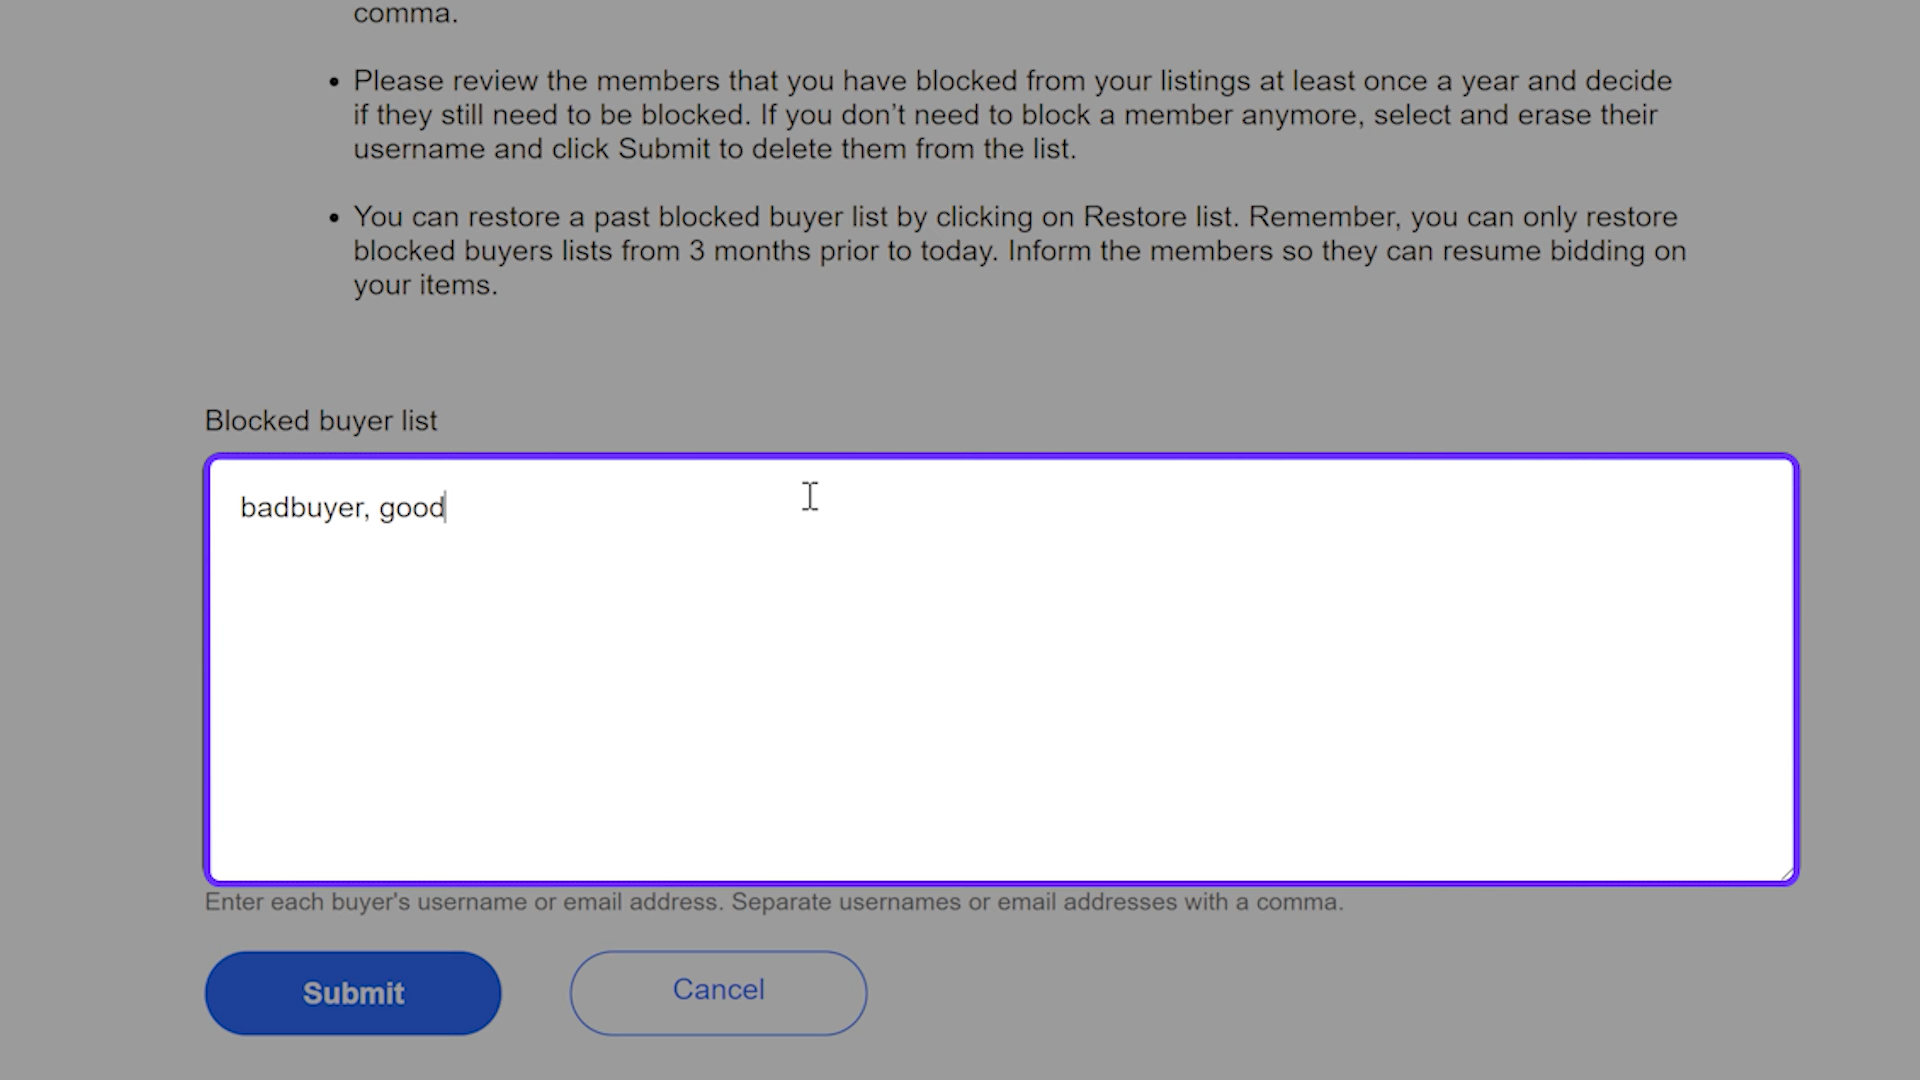 comma.
• Please review the members that you have blocked from your listings at least once a year and decide
if they still need to be blocked. If you don’t need to block a member anymore, select and erase their
username and click Submit to delete them from the list.
• You can restore a past blocked buyer list by clicking on Restore list. Remember, you can only restore
blocked buyers lists from 3 months prior to today. Inform the members so they can resume bidding on
your items.
Blocked buyer list
badbuyer, good
Enter each buyer's username or email address. Separate usernames or email addresses with a comma.
Submit
Cancel